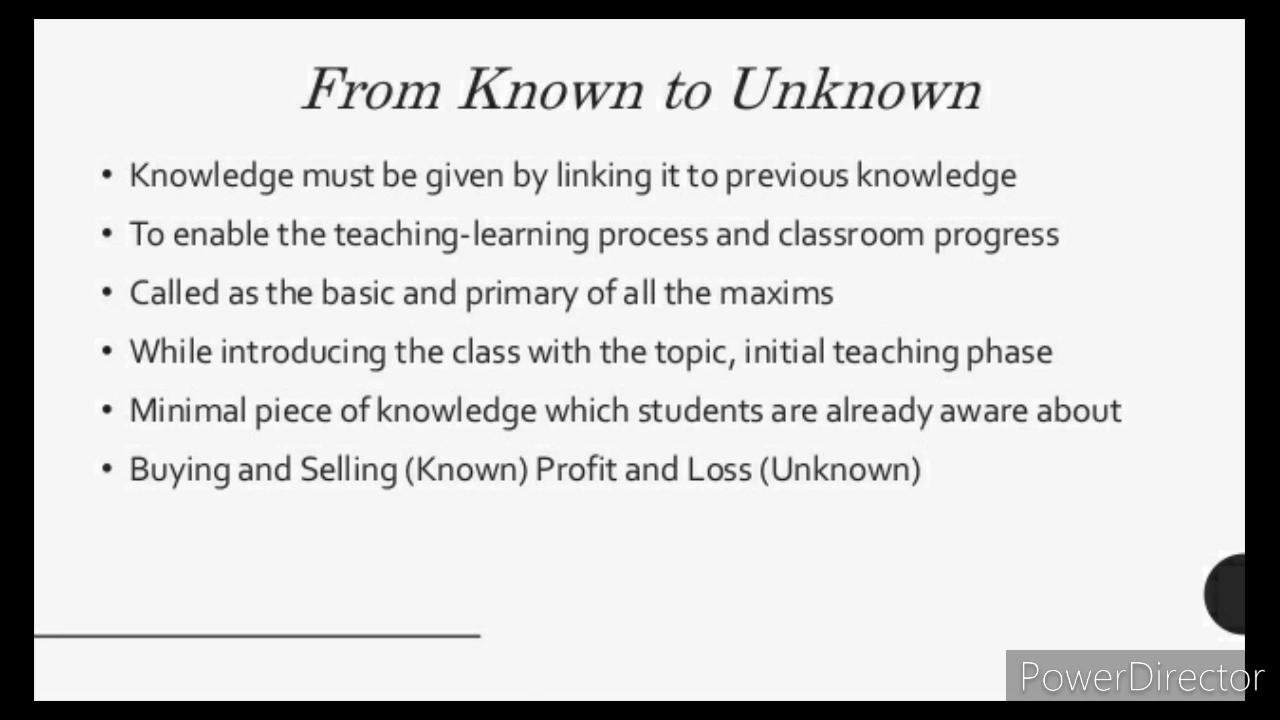 From Known to Unknown
• Knowledge must be given by linking it to previous knowledge
• To enable the teaching-learning process and classroom progress
• Called as the basic and primary of all the maxims
• While introducing the class with the topic, initial teaching phase
• Minimal piece of knowledge which students are already aware about
• Buying and Selling (Known) Profit and Loss (Unknown)
PowerDirector